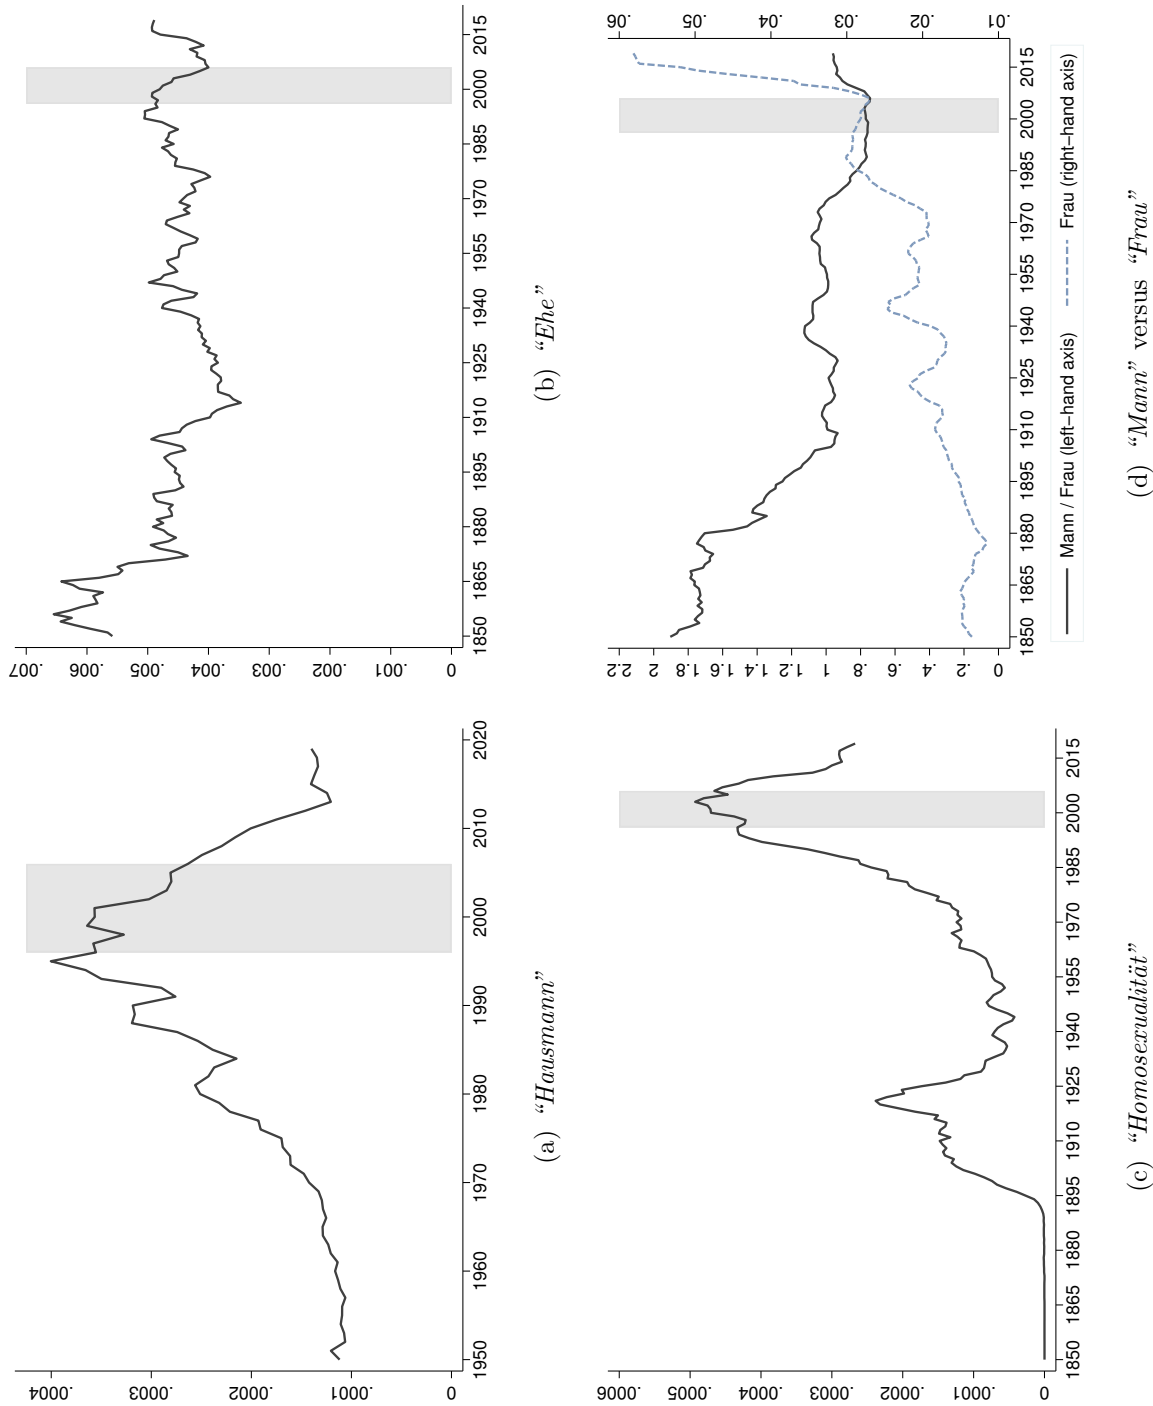 0 .0001 .0002 .0003 .0004
1950 1960 1970 1980 1990 2000 2010 2020
(a) “Hausmann”
0 .001 .002 .003 .004 .005 .006 .007
1850 1865 1880 1895 1910 1925 1940 1955 1970 1985 2000 2015
(b) “Ehe”
0 .0001 .0002 .0003 .0004 .0005 .0006
1850 1865 1880 1895 1910 1925 1940 1955 1970 1985 2000 2015
(c) “Homosexualität”
0 .2 .4 .6 .8 1 1.2 1.4 1.6 1.8 2 2.2
.01 .02 .03 .04 .05 .06
1850 1865 1880 1895 1910 1925 1940 1955 1970 1985 2000 2015
Mann / Frau (left−hand axis) Frau (right−hand axis)
(d) “Mann” versus “Frau”